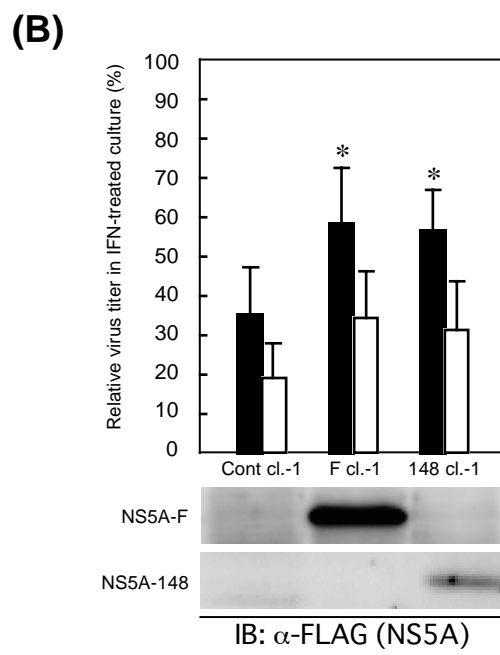 (B)
Relative virus titer in IFN-treated culture (%)
100
90
80
70
60
50
40
30
20
10
0
*
*
Cont cl.-1 F cl.-1 148 cl.-1
NS5A-F
NS5A-148
IB: α-FLAG (NS5A)